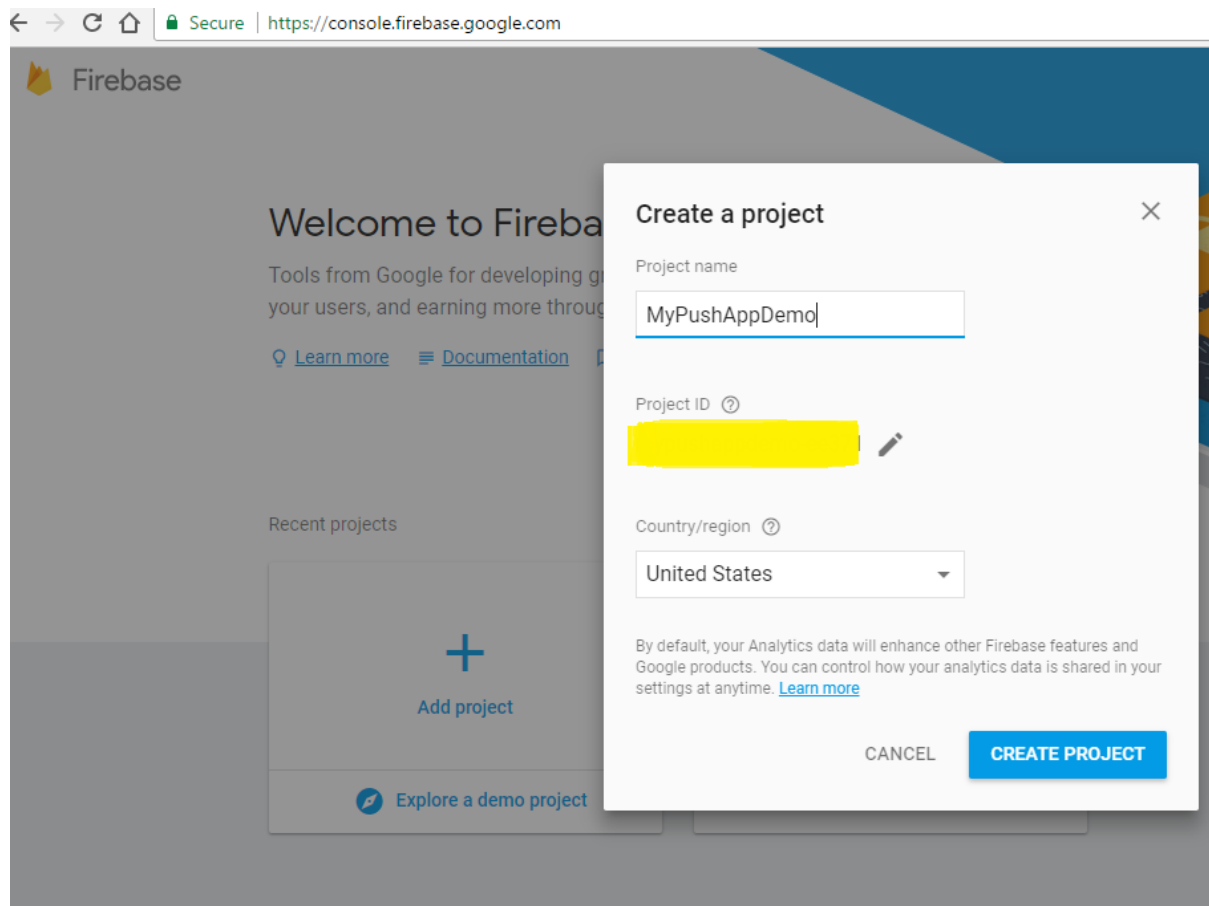 Secure | https://console.firebase.google.com
Firebase
Welcome to Fireba
Tools from Google for developing g
your users, and earning more throug
Learn more
Documentation
Recent projects
Add project
Explore a demo project
Create a project
Project name
MyPushAppDemo
Project ID
Country/region
United States
By default, your Analytics data will enhance other Firebase features and
Google products. You can control how your analytics data is shared in your
settings at anytime. Learn more
CANCEL
CREATE PROJECT